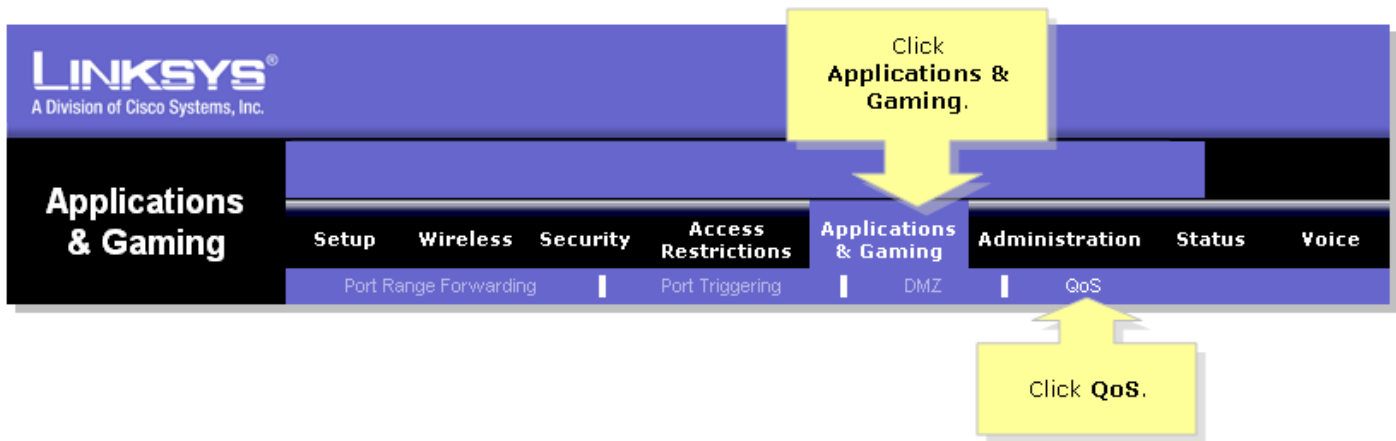 LINKSYS®
A Division of Cisco Systems, Inc.
Click
Applications &
Gaming.
Applications
& Gaming
Setup Wireless Security Access Restrictions Applications & Gaming Administration Status Voice
Port Range Forwarding Port Triggering DMZ QoS
Click QoS.